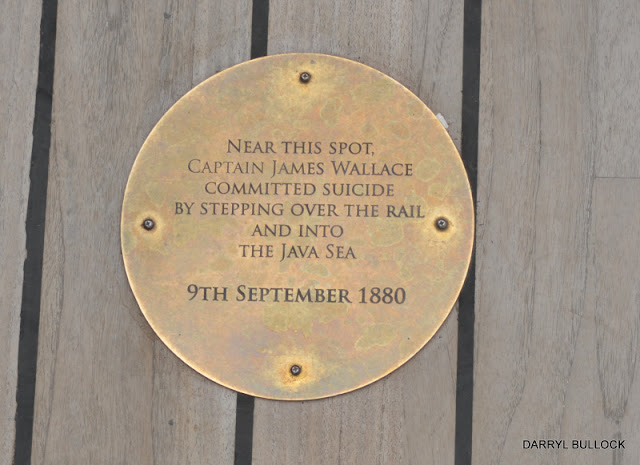 NEAR THIS SPOT,
CAPTAIN JAMES WALLACE
COMMITTED SUICIDE
BY STEPPING OVER THE RAIL
AND INTO
THE JAVA SEA
9TH SEPTEMBER 1880
DARRYL BULLOCK